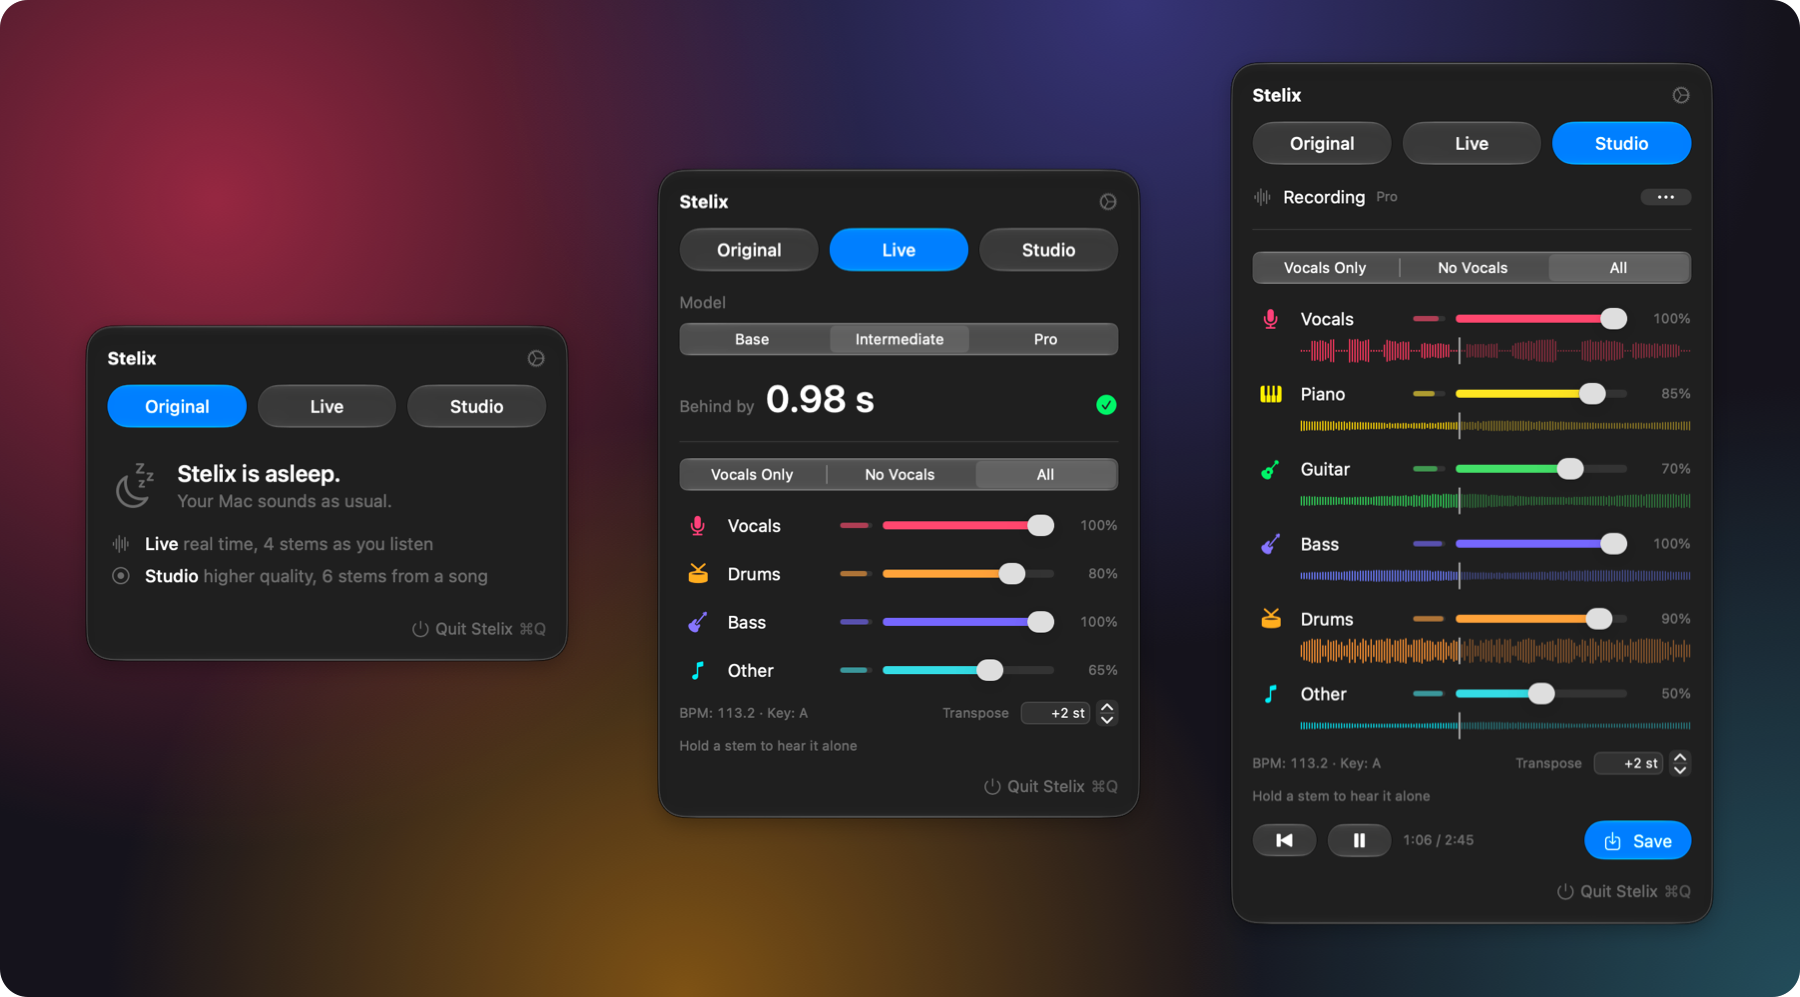 Stelix
Original Live Studio
Stelix is asleep.
Your Mac sounds as usual.
Live real time, 4 stems as you listen
Studio higher quality, 6 stems from a song
Quit Stelix ⌘Q
Stelix
Original Live Studio
Model
Base Intermediate Pro
Behind by 0.98 s
Vocals Only No Vocals All
Vocals 100%
Drums 80%
Bass 100%
Other 65%
BPM: 113.2 · Key: A Transpose +2 st
Hold a stem to hear it alone
Quit Stelix ⌘Q
Stelix
Original Live Studio
Recording Pro
Vocals Only No Vocals All
Vocals 100%
Piano 85%
Guitar 70%
Bass 100%
Drums 90%
Other 50%
BPM: 113.2 · Key: A Transpose +2 st
Hold a stem to hear it alone
1:06 / 2:45 Save
Quit Stelix ⌘Q